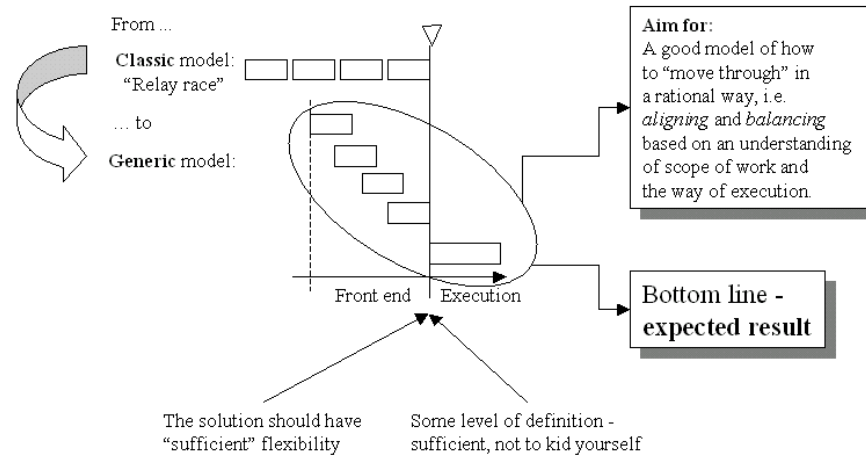 From ...
Classic model:
“Relay race”
... to
Generic model:
Aim for:
A good model of how
to “move through” in
a rational way, i.e.
aligning and balancing
based on an understanding
of scope of work and
the way of execution.
Front end
Execution
Bottom line -
expected result
The solution should have
“sufficient” flexibility
Some level of definition -
sufficient, not to kid yourself